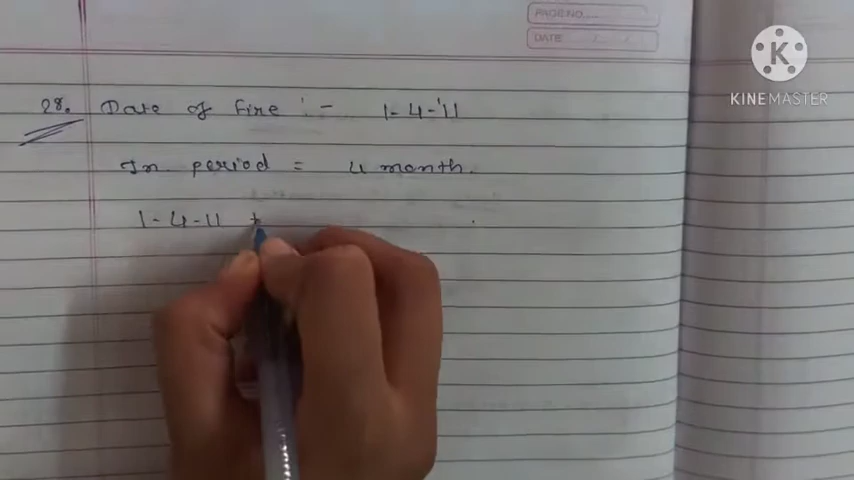 PAGE NO.
DATE
KINEMASTER
28. Date of fire :- 1-4-'11
In. period = 4 month.
1-4-11 t